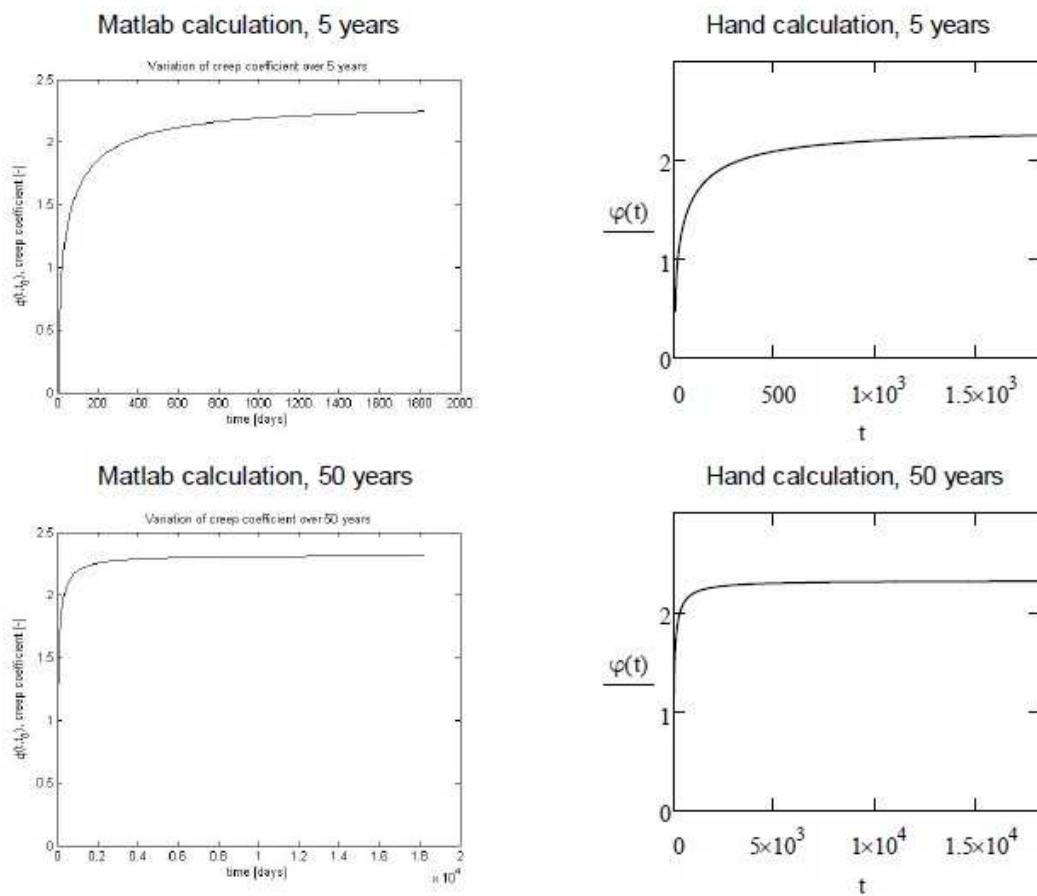 Matlab calculation, 5 years
Variation of creep coefficient over 5 years
2.5
2
1.5
1
0.5
0
ϕ(t,t0), creep coefficient [-]
0 200 400 600 800 1000 1200 1400 1600 1800 2000
time [days]
Hand calculation, 5 years
2
φ(t)
1
0
0 500 1×10³ 1.5×10³
t
Matlab calculation, 50 years
Variation of creep coefficient over 50 years
2.5
2
1.5
1
0.5
0
ϕ(t,t0), creep coefficient [-]
0 0.2 0.4 0.6 0.8 1 1.2 1.4 1.6 1.8 2
time [days]
× 10⁴
Hand calculation, 50 years
2
φ(t)
1
0
0 5×10³ 1×10⁴ 1.5×10⁴
t